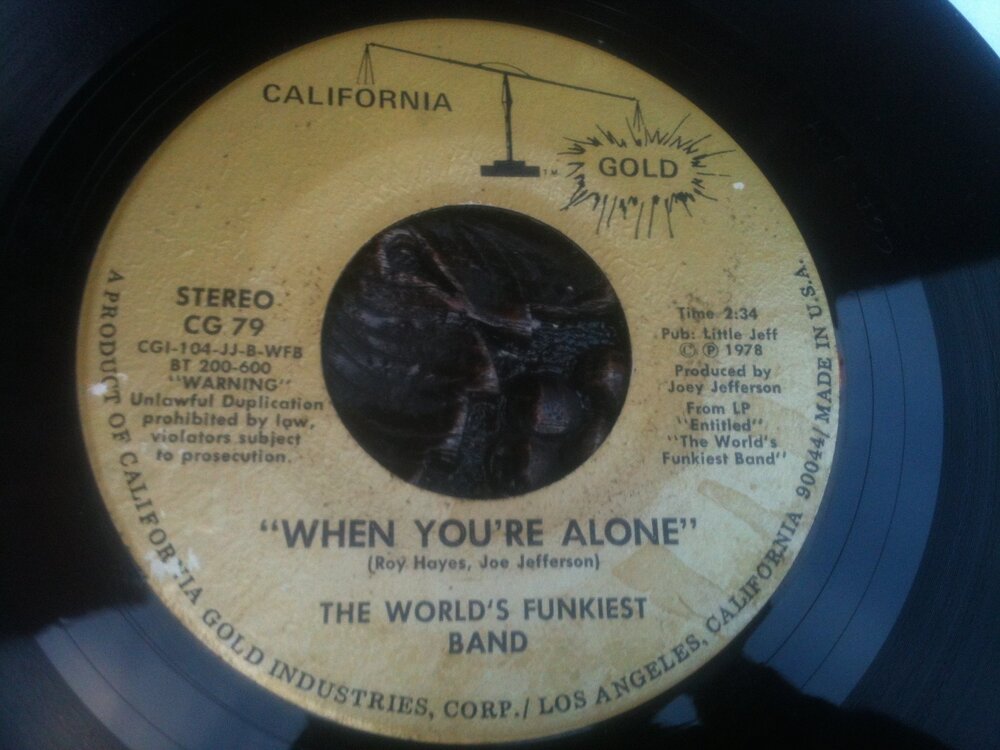 CALIFORNIA
T.M.
GOLD
STEREO
CG 79
CGI-104-JJ-B-WFB
BT 200-600
"WARNING"
Unlawful Duplication
prohibited by law,
violators subject
to prosecution.
Time 2:34
Pub: Little Jeff
© ℗ 1978
Produced by
Joey Jefferson
From LP
"Entitled"
"The World's
Funkiest Band"
"WHEN YOU'RE ALONE"
(Roy Hayes, Joe Jefferson)
THE WORLD'S FUNKIEST
BAND
A PRODUCT OF CALIFORNIA GOLD INDUSTRIES, CORP./ LOS ANGELES, CALIFORNIA 90044/ MADE IN U.S.A.